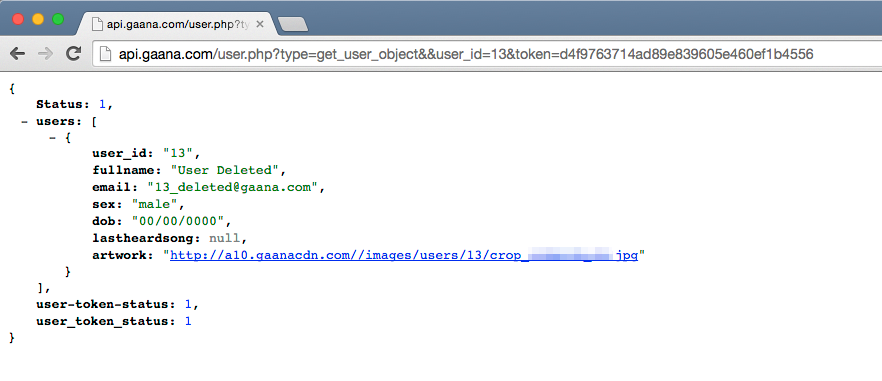 api.gaana.com/user.php?ty
api.gaana.com/user.php?type=get_user_object&&user_id=13&token=d4f9763714ad89e839605e460ef1b4556
{
Status: 1,
- users: [
- {
user_id: "13",
fullname: "User Deleted",
email: "13_deleted@gaana.com",
sex: "male",
dob: "00/00/0000",
lastheardsong: null,
artwork: "http://a10.gaanacdn.com//images/users/13/crop_ .jpg"
}
],
user-token-status: 1,
user_token_status: 1
}